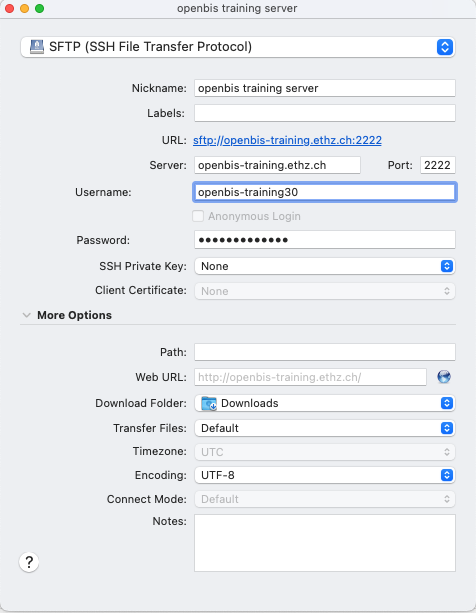 openbis training server
SFTP (SSH File Transfer Protocol)
Nickname: openbis training server
Labels:
URL: sftp://openbis-training.ethz.ch:2222
Server: openbis-training.ethz.ch Port: 2222
Username: openbis-training30
Anonymous Login
Password: •••••••••••••
SSH Private Key: None
Client Certificate: None
More Options
Path:
Web URL: http://openbis-training.ethz.ch/
Download Folder: Downloads
Transfer Files: Default
Timezone: UTC
Encoding: UTF-8
Connect Mode: Default
Notes:
?